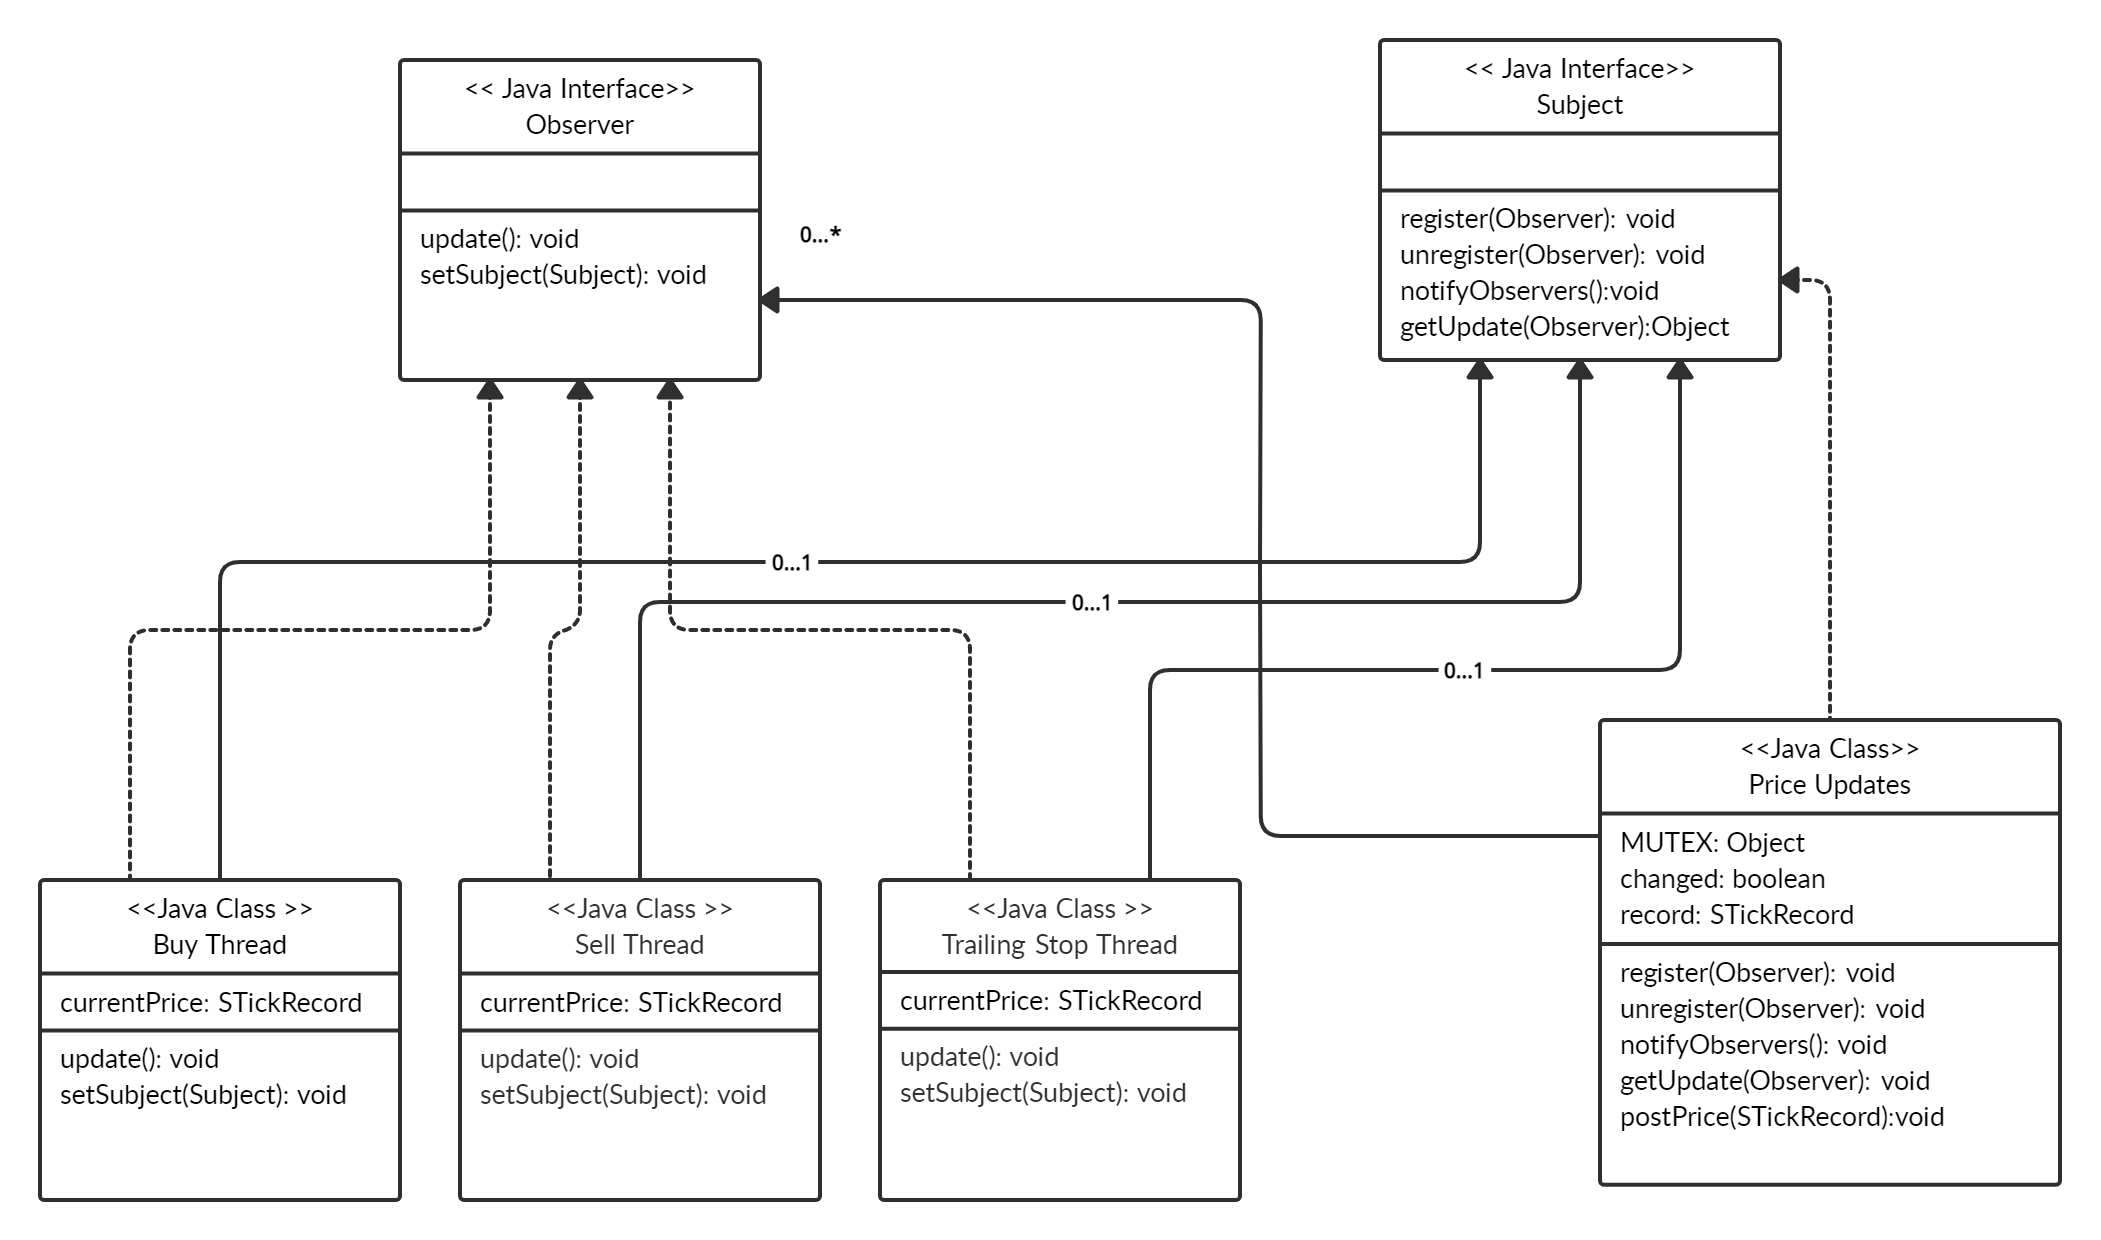 << Java Interface>>
Observer
update(): void
setSubject(Subject): void
0...*
<< Java Interface>>
Subject
register(Observer): void
unregister(Observer): void
notifyObservers():void
getUpdate(Observer):Object
0...1
0...1
0...1
<<Java Class >>
Buy Thread
currentPrice: STickRecord
update(): void
setSubject(Subject): void
<<Java Class >>
Sell Thread
currentPrice: STickRecord
update(): void
setSubject(Subject): void
<<Java Class >>
Trailing Stop Thread
currentPrice: STickRecord
update(): void
setSubject(Subject): void
<<Java Class>>
Price Updates
MUTEX: Object
changed: boolean
record: STickRecord
register(Observer): void
unregister(Observer): void
notifyObservers(): void
getUpdate(Observer): void
postPrice(STickRecord):void